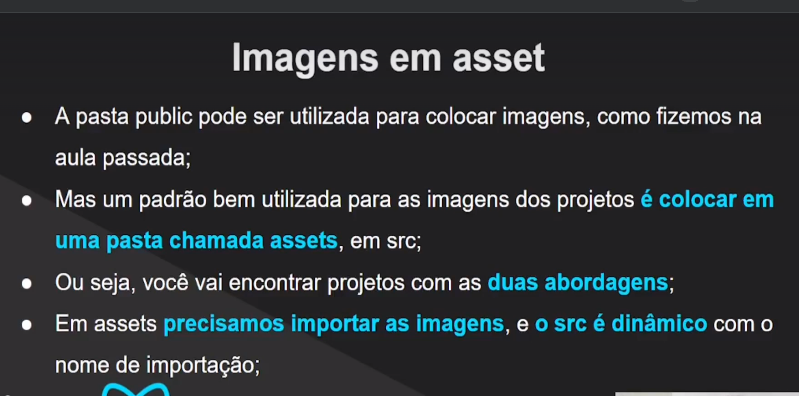 Imagens em asset
● A pasta public pode ser utilizada para colocar imagens, como fizemos na
aula passada;
● Mas um padrão bem utilizada para as imagens dos projetos é colocar em
uma pasta chamada assets, em src;
● Ou seja, você vai encontrar projetos com as duas abordagens;
● Em assets precisamos importar as imagens, e o src é dinâmico com o
nome de importação;